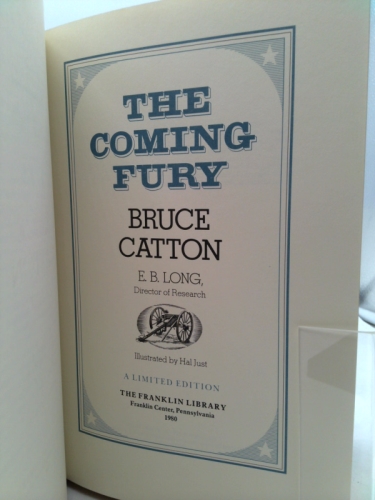 THE
COMING
FURY
BRUCE
CATTON
E. B. LONG,
Director of Research
Illustrated by Hal Just
A LIMITED EDITION
THE FRANKLIN LIBRARY
Franklin Center, Pennsylvania
1980